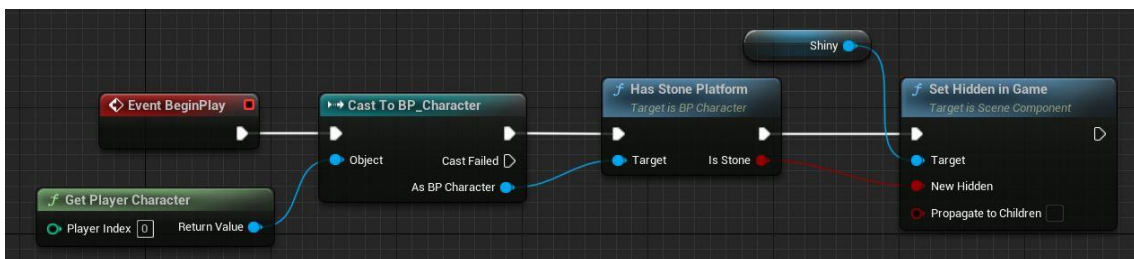 Shiny
Event BeginPlay
Cast To BP_Character
Object
Cast Failed
As BP Character
f Has Stone Platform
Target is BP Character
Target
Is Stone
f Set Hidden in Game
Target is Scene Component
Target
New Hidden
Propagate to Children
f Get Player Character
Player Index 0
Return Value